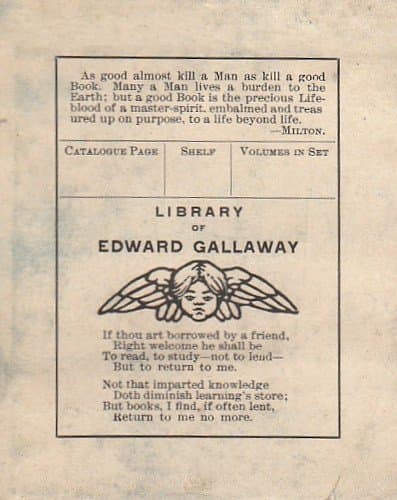 As good almost kill a Man as kill a good
Book. Many a Man lives a burden to the
Earth; but a good Book is the precious Life-
blood of a master-spirit, embalmed and treas
ured up on purpose, to a life beyond life.
—MILTON.
CATALOGUE PAGE SHELF VOLUMES IN SET
LIBRARY
OF
EDWARD GALLAWAY
If thou art borrowed by a friend,
Right welcome he shall be
To read, to study—not to lend—
But to return to me.
Not that imparted knowledge
Doth diminish learning's store;
But books, I find, if often lent,
Return to me no more.